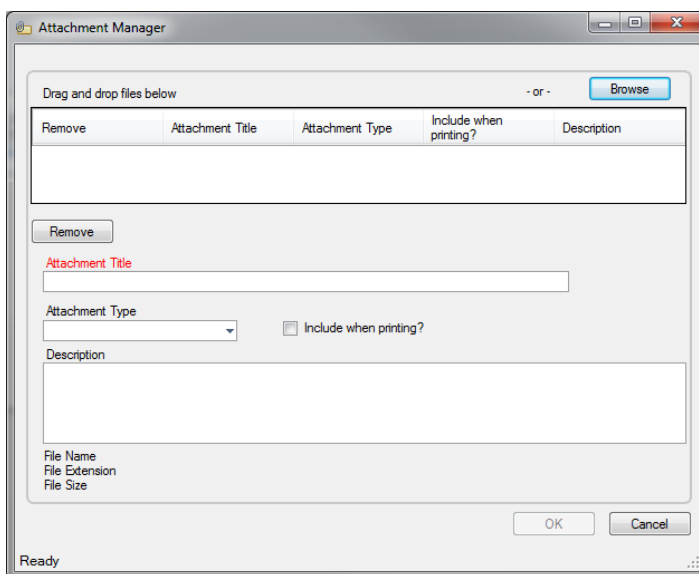 Attachment Manager
Drag and drop files below - or - Browse
Remove Attachment Title Attachment Type Include when printing? Description
Remove
Attachment Title
Attachment Type
Include when printing?
Description
File Name
File Extension
File Size
OK Cancel
Ready